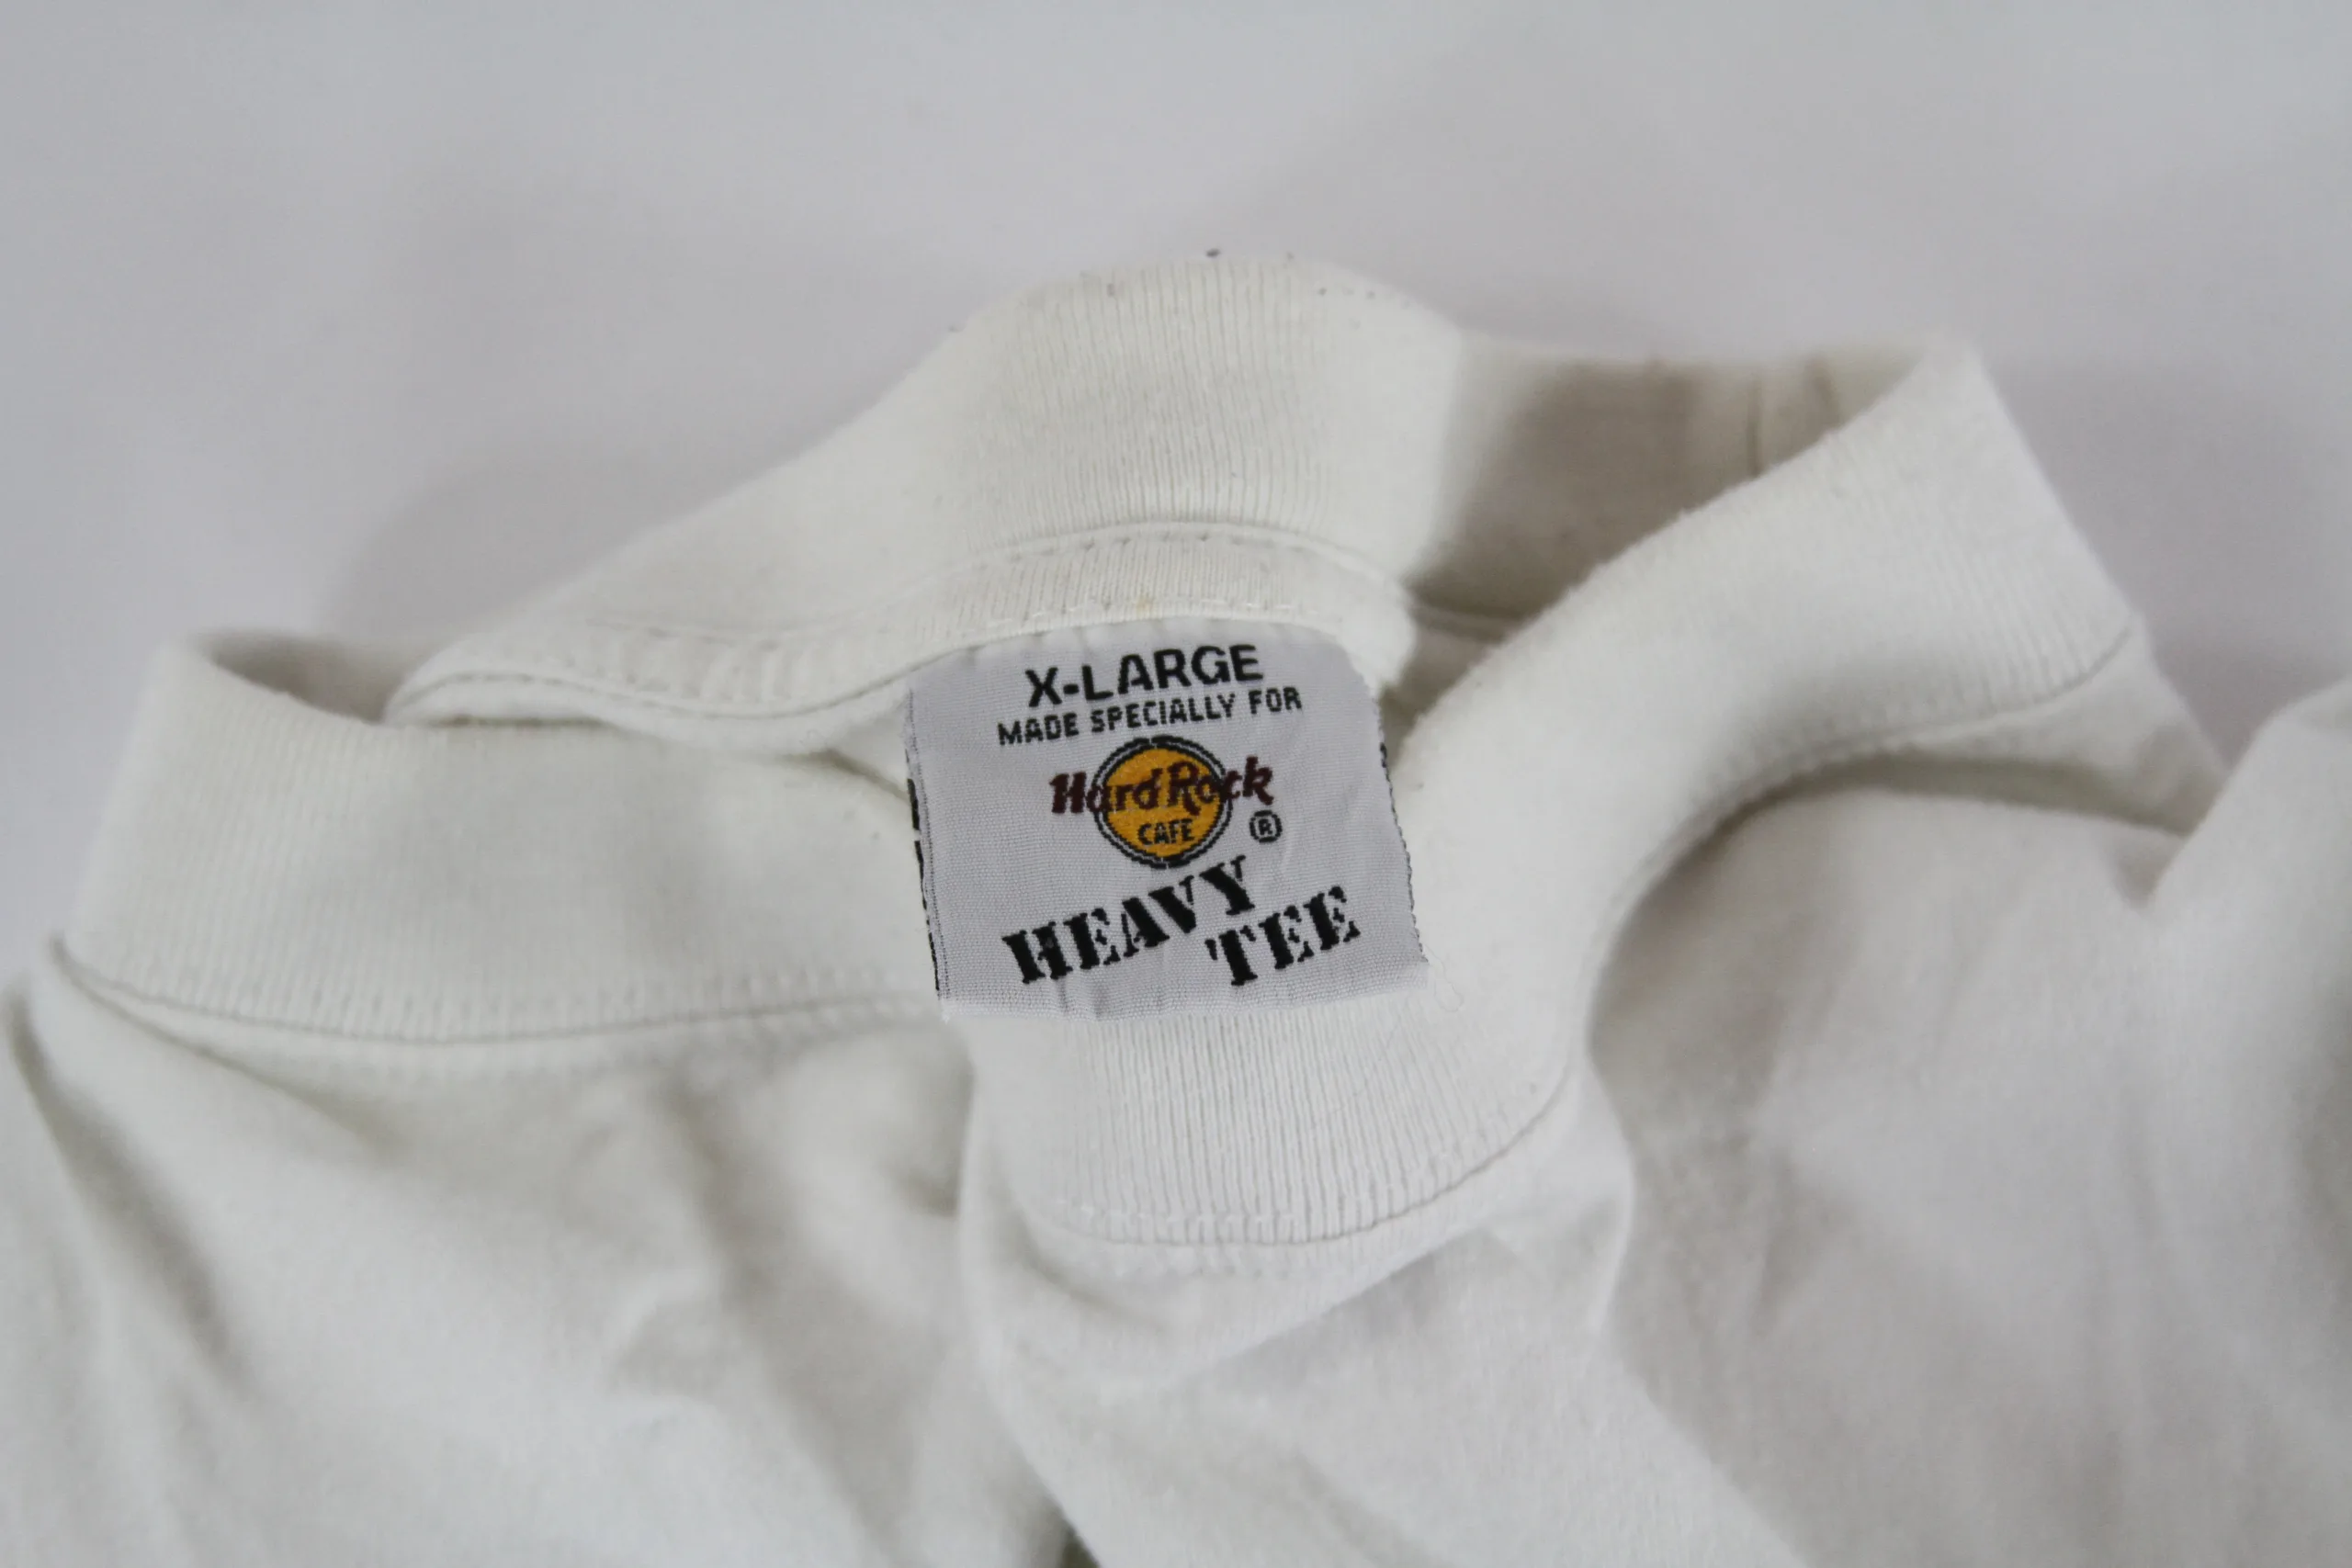 X-LARGE
MADE SPECIALLY FOR
Hard Rock
CAFE ®
HEAVY
TEE